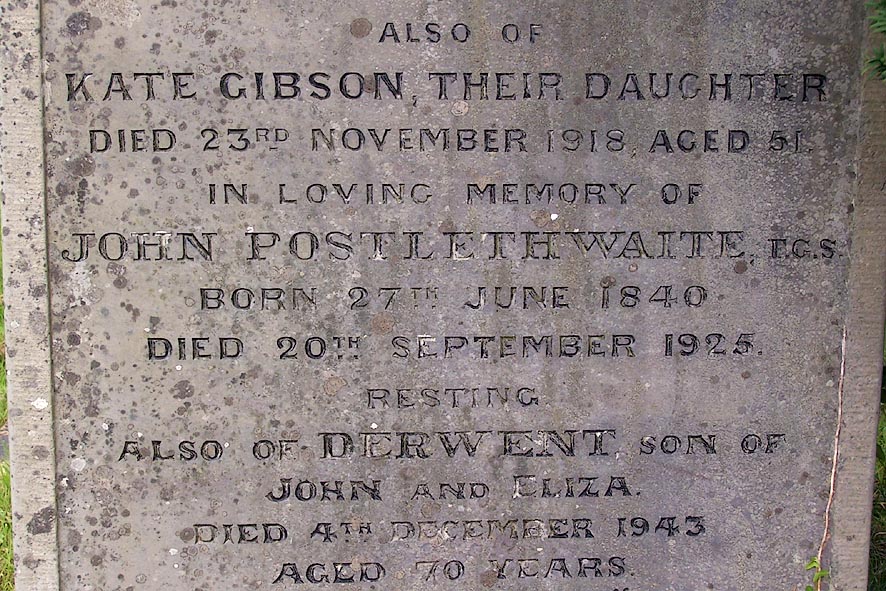 ALSO OF
KATE GIBSON, THEIR DAUGHTER
DIED 23RD NOVEMBER 1918, AGED 51.
IN LOVING MEMORY OF
JOHN POSTLETHWAITE, F.G.S.
BORN 27TH JUNE 1840
DIED 20TH SEPTEMBER 1925.
RESTING
ALSO OF DERWENT, SON OF
JOHN AND ELIZA.
DIED 4TH DECEMBER 1943
AGED 70 YEARS.